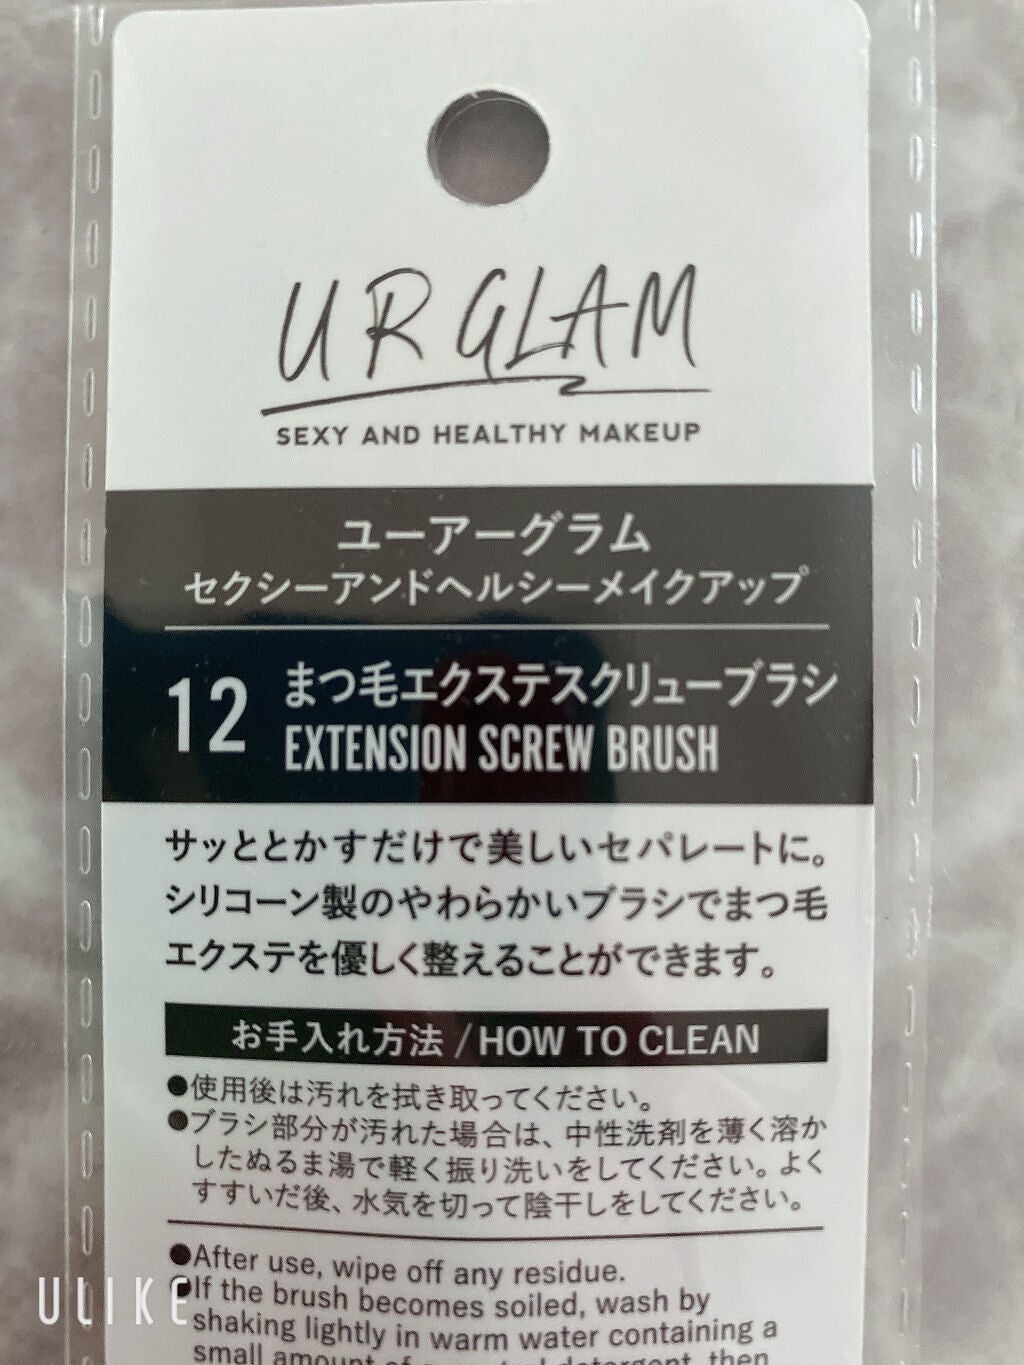 UR GLAM
SEXY AND HEALTHY MAKEUP
ユーアーグラム
セクシーアンドヘルシーメイクアップ
12 まつ毛エクステスクリューブラシ
EXTENSION SCREW BRUSH
サッととかすだけで美しいセパレートに。
シリコーン製のやわらかいブラシでまつ毛
エクステを優しく整えることができます。
お手入れ方法/HOW TO CLEAN
●使用後は汚れを拭き取ってください。
●ブラシ部分が汚れた場合は、中性洗剤を薄く溶か
したぬるま湯で軽く振り洗いをしてください。よく
すすいだ後、水気を切って陰干しをしてください。
●After use, wipe off any residue.
●If the brush becomes soiled, wash by
shaking lightly in warm water containing a
small amount of detergent, then
ULIKE